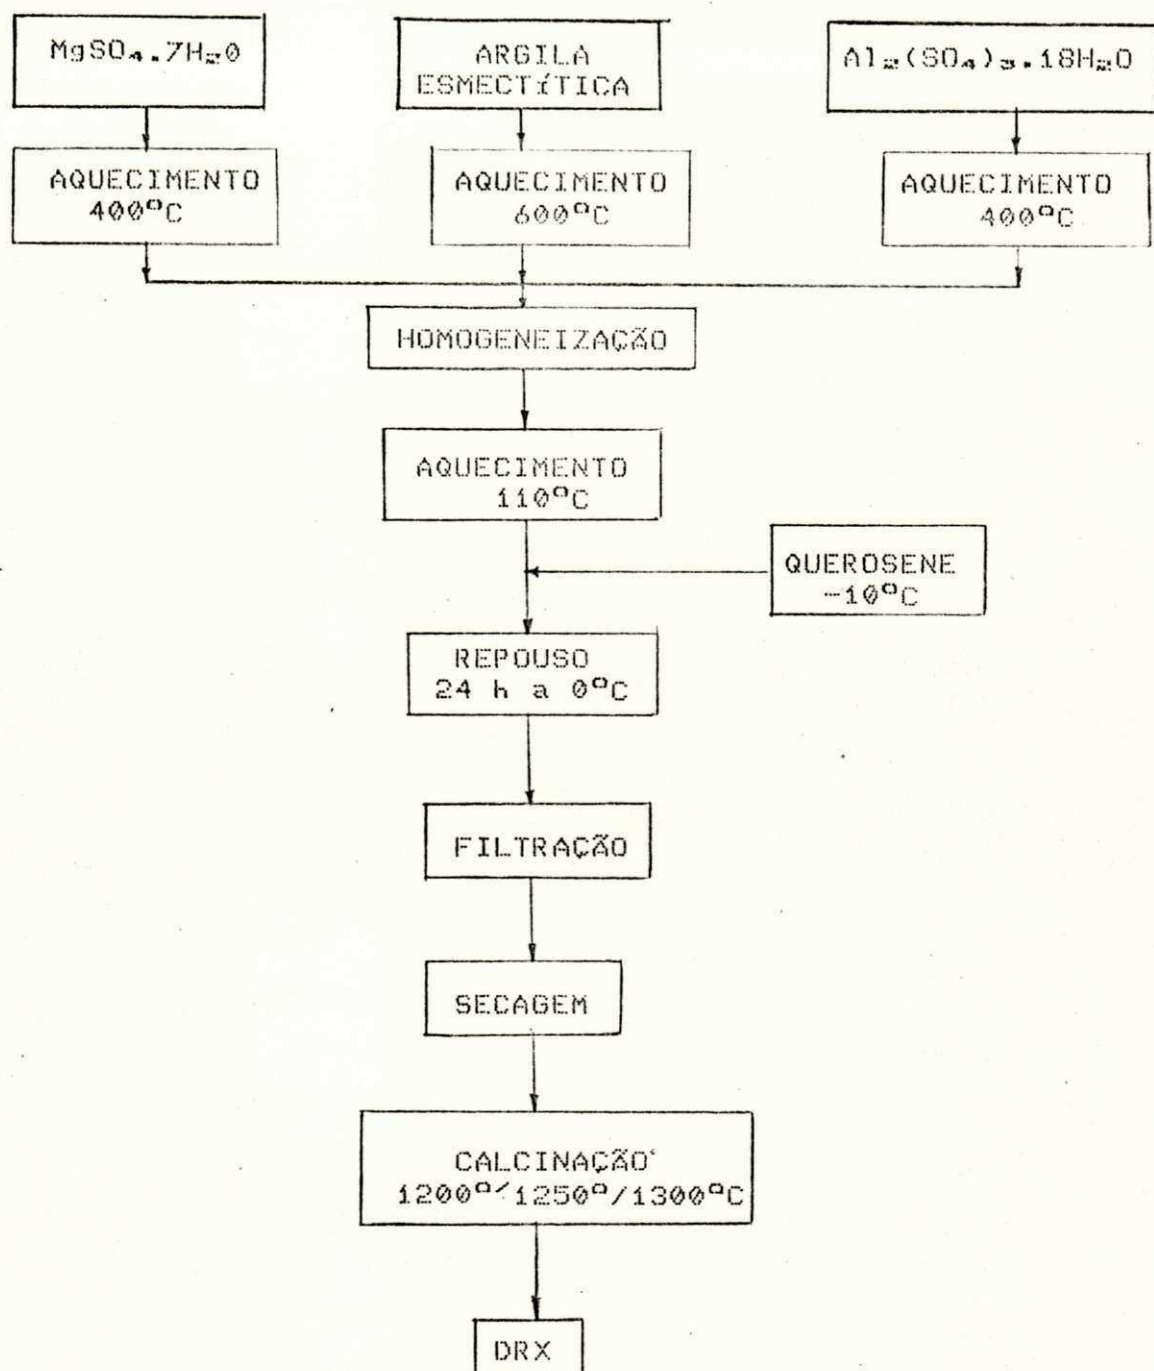 MgSO₄.7H₂O
ARGILA
ESMECTÍTICA
Al₂(SO₄)₃.18H₂O
AQUECIMENTO
400ºC
AQUECIMENTO
600ºC
AQUECIMENTO
400ºC
HOMOGENEIZAÇÃO
AQUECIMENTO
110ºC
QUEROSENE
-10ºC
REPOUSO
24 h a 0ºC
FILTRAÇÃO
SECAGEM
CALCINAÇÃO
1200º/1250º/1300ºC
DRX